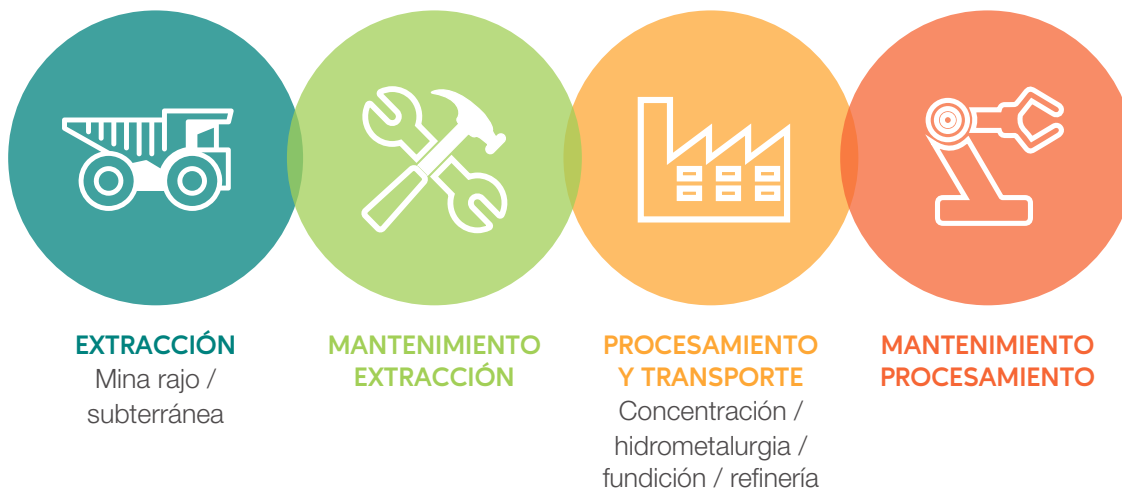 EXTRACCIÓN
Mina rajo /
subterránea
MANTENIMIENTO
EXTRACCIÓN
PROCESAMIENTO
Y TRANSPORTE
Concentración /
hidrometalurgia /
fundición / refinería
MANTENIMIENTO
PROCESAMIENTO